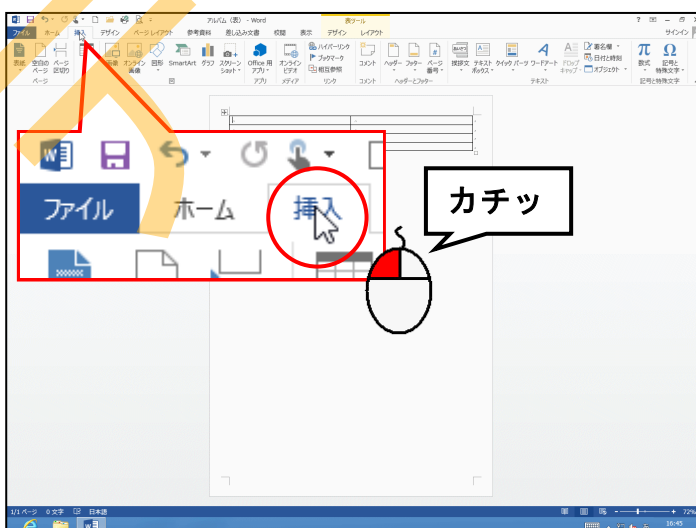 アルバム (表) - Word
表ツール
ファイル ホーム 挿入 デザイン ページ レイアウト 参考資料 差し込み文書 校閲 表示 デザイン レイアウト
サインイン
表紙 空白のページ ページ区切り 画像 オンライン画像 図形 SmartArt グラフ スクリーンショット Office 用アプリ オンラインビデオ ハイパーリンク ブックマーク 相互参照 コメント ヘッダー フッター ページ番号 挨拶文 テキストボックス クイック パーツ ワードアート ドロップキャップ 署名欄 日付と時刻 オブジェクト 数式 記号と特殊文字
ページ 図 アプリ メディア リンク コメント ヘッダーとフッター テキスト 記号と特殊文字
ファイル ホーム 挿入
カチッ
1/1 ページ 0 文字 日本語
72%
16:45